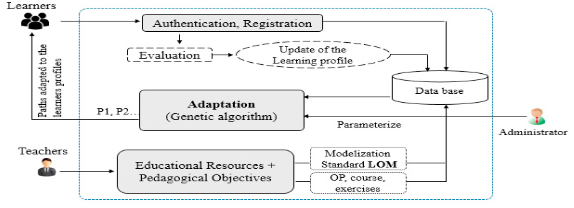 Learners
Authentication, Registration
Evaluation
Update of the
Learning profile
Data base
Paths adapted to the
learners profiles
P1, P2...
Adaptation
(Genetic algorithm)
Parameterize
Administrator
Teachers
Educational Resources +
Pedagogical Objectives
Modelization
Standard LOM
OP, course,
exercises